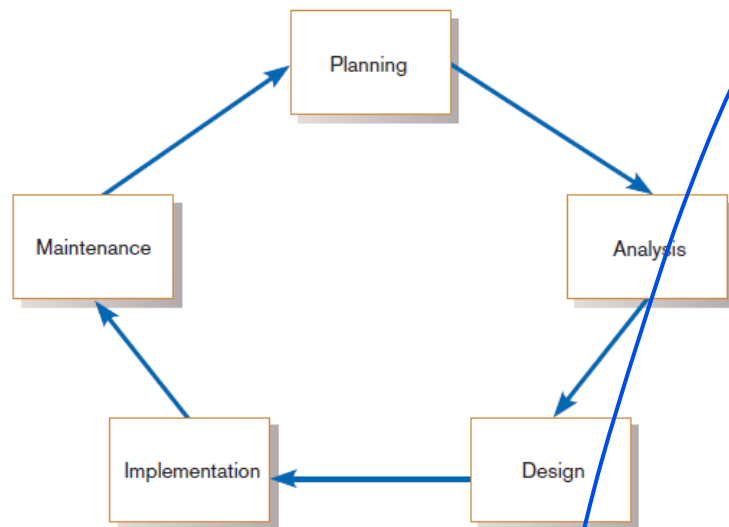 Planning
Analysis
Design
Implementation
Maintenance